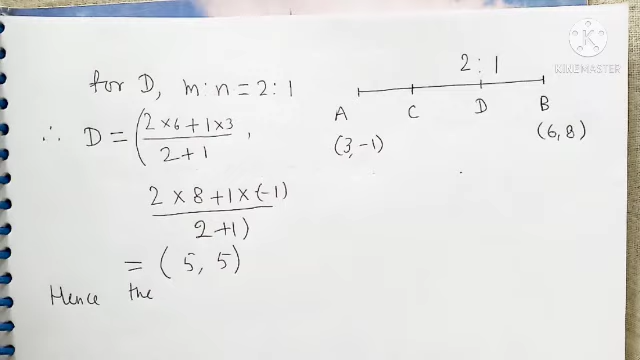 for D, m:n = 2:1
∴ D = (2×6+1×3 / 2+1 ,
2×8+1×(-1) / 2+1)
= (5, 5)
Hence the
2:1
A C D B
(3,-1) (6,8)
KINEMASTER